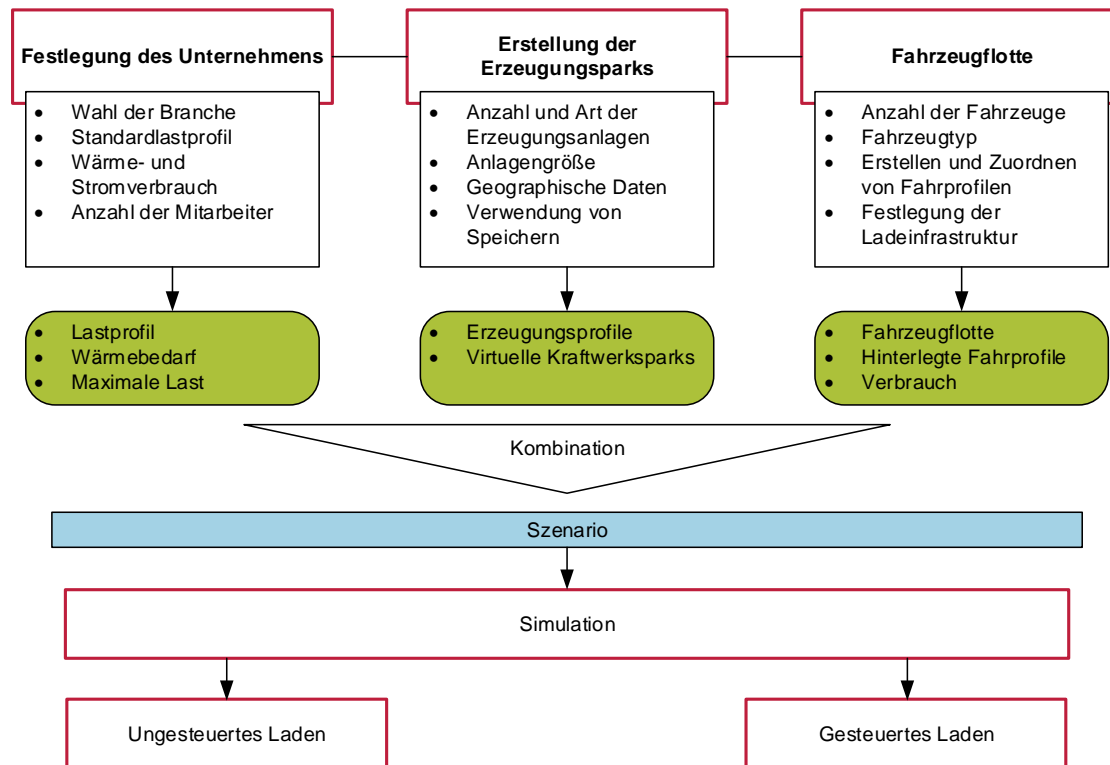 Festlegung des Unternehmens
Wahl der Branche
Standardlastprofil
Wärme- und
Stromverbrauch
Anzahl der Mitarbeiter
Lastprofil
Wärmebedarf
Maximale Last
Erstellung der
Erzeugungsparks
Anzahl und Art der
Erzeugungsanlagen
Anlagengröße
Geographische Daten
Verwendung von
Speichern
Erzeugungsprofile
Virtuelle Kraftwerksparks
Fahrzeugflotte
Anzahl der Fahrzeuge
Fahrzeugtyp
Erstellen und Zuordnen
von Fahrprofilen
Festlegung der
Ladeinfrastruktur
Fahrzeugflotte
Hinterlegte Fahrprofile
Verbrauch
Kombination
Szenario
Simulation
Ungesteuertes Laden
Gesteuertes Laden